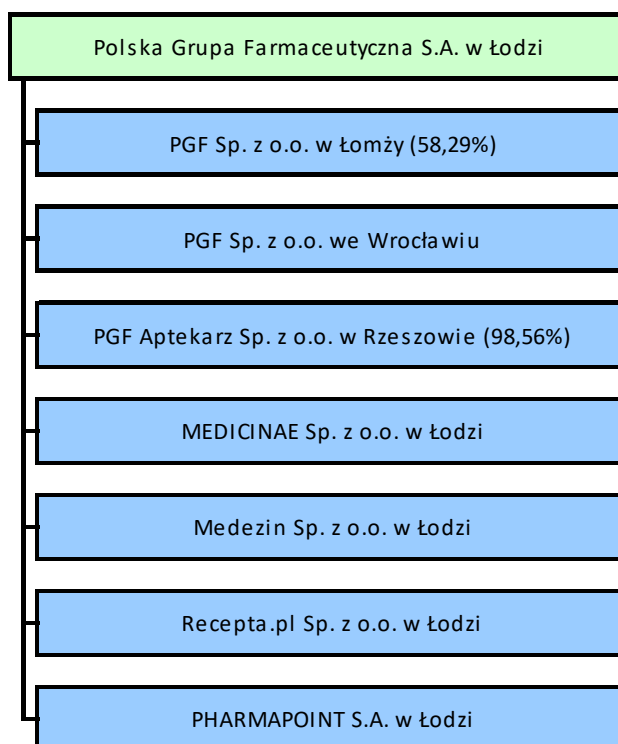 Polska Grupa Farmaceutyczna S.A. w Łodzi
PGF Sp. z o.o. w Łomży (58,29%)
PGF Sp. z o.o. we Wrocławiu
PGF Aptekarz Sp. z o.o. w Rzeszowie (98,56%)
MEDICINAE Sp. z o.o. w Łodzi
Medezin Sp. z o.o. w Łodzi
Recepta.pl Sp. z o.o. w Łodzi
PHARMAPOINT S.A. w Łodzi